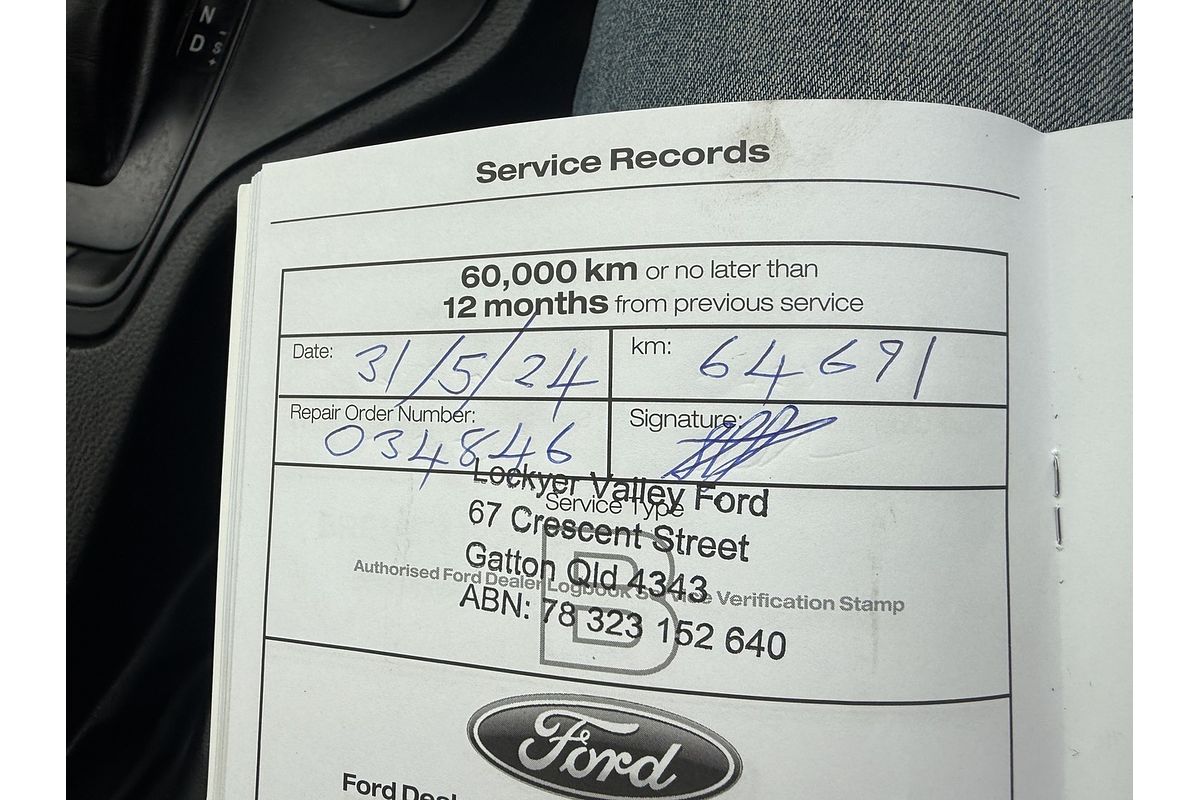 N
D S
Service Records
60,000 km or no later than
12 months from previous service
Date: 31/5/24
km: 64691
Repair Order Number: 034846
Signature:
Lockyer Valley Ford
Service Type
67 Crescent Street
B
Gatton Qld 4343
Authorised Ford Dealer Logbook Service Verification Stamp
ABN: 78 323 152 640
Ford
Ford